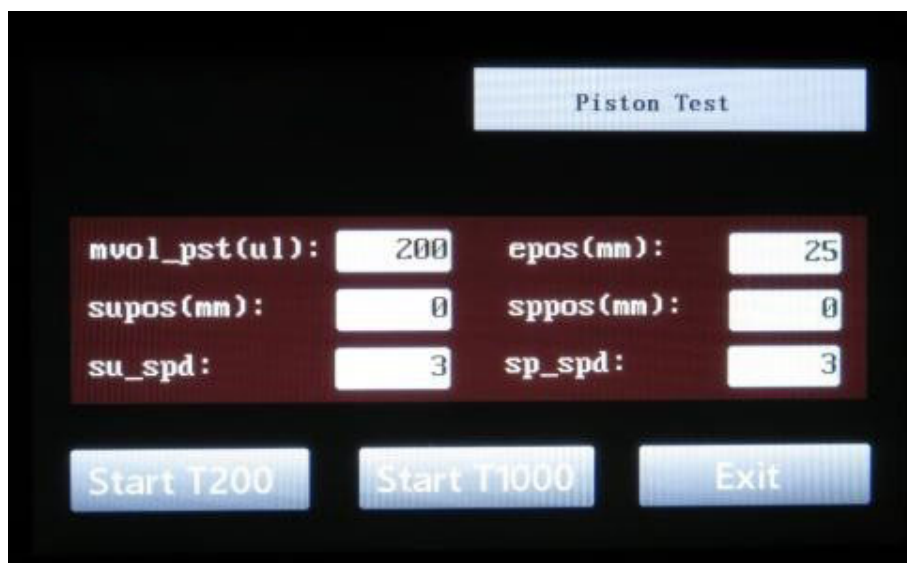 Piston Test
mvol_pst(ul): 200 epos(mm): 25
supos(mm): 0 sppos(mm): 0
su_spd: 3 sp_spd: 3
Start T200 Start T1000 Exit